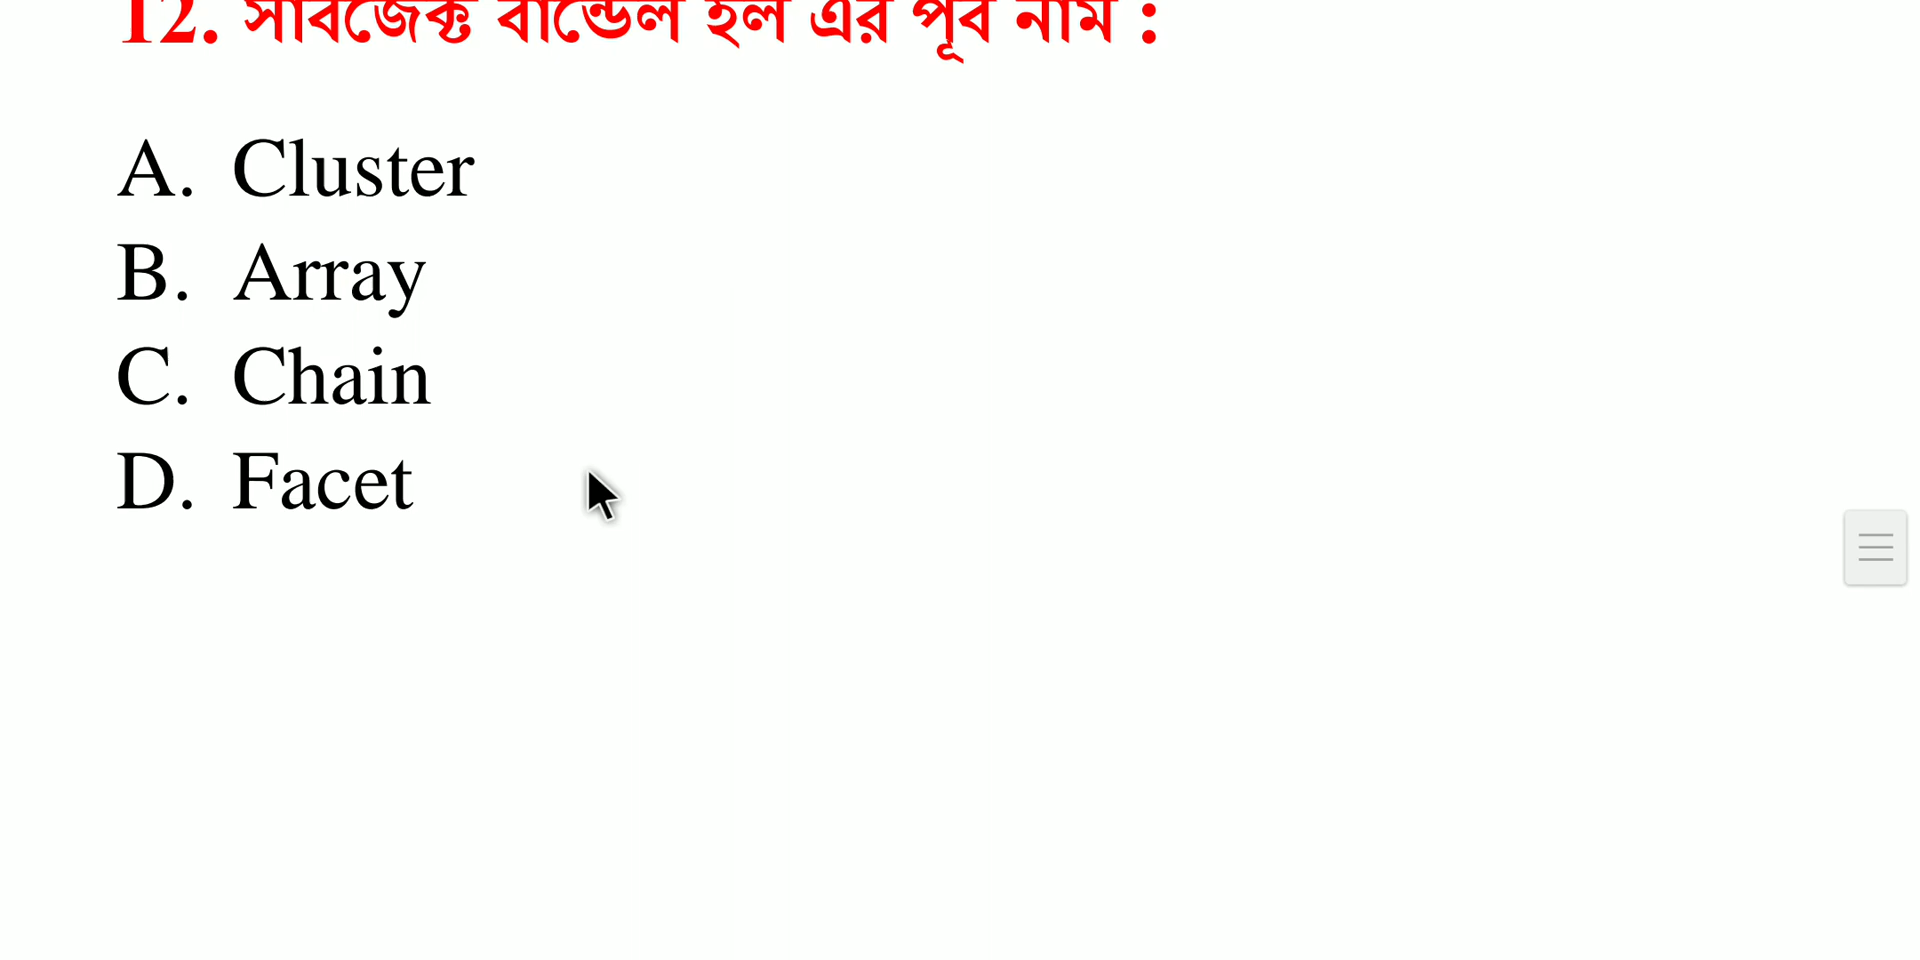 12. সাবজেক্ট বান্ডেল হল এর পূর্ব নাম :
A. Cluster
B. Array
C. Chain
D. Facet